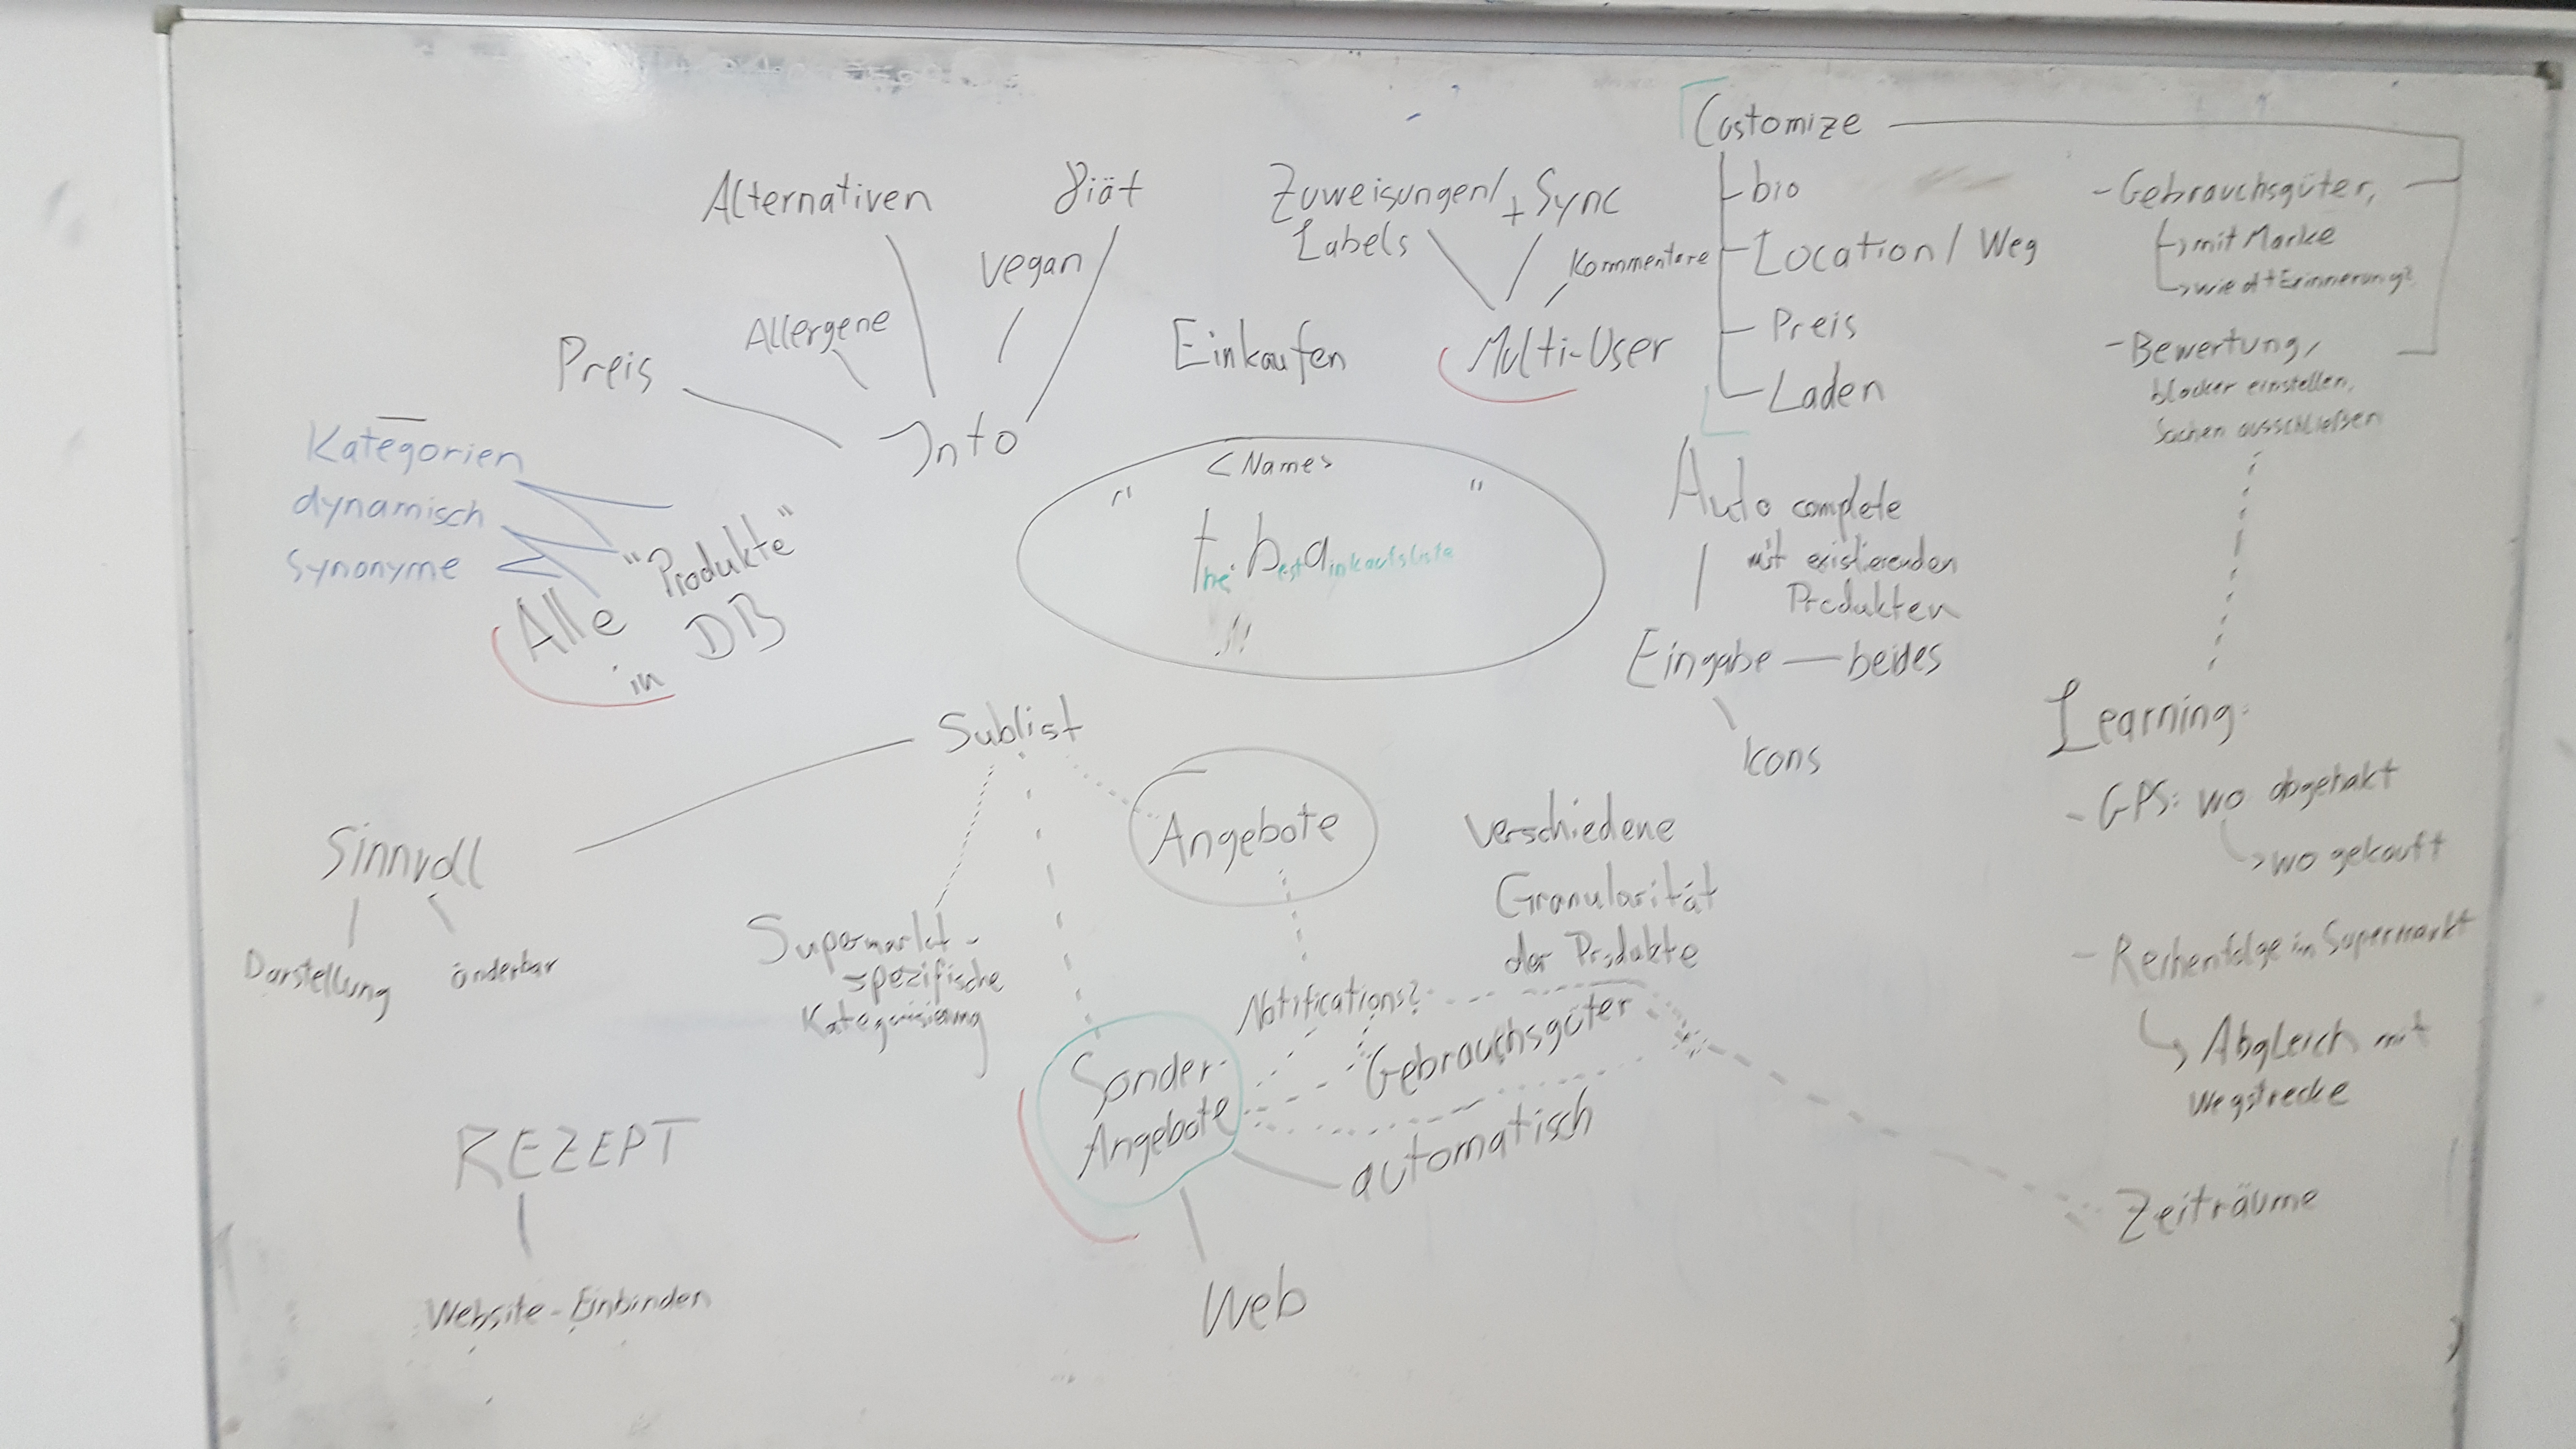 Customize
bio
Location / Weg
Preis
Laden
- Gebrauchsgüter,
mit Marke
wie oft Erinnerung?
- Bewertung,
blocker einstellen,
Sachen ausschließen
Alternativen
Diät
vegan
Allergene
Preis
Info
Zuweisungen/
Labels
+ Sync
Kommentare
Einkaufen
Multi-User
Kategorien
dynamisch
Synonyme
Alle "Produkte"
in DB
<Name>
" "
the best ainkaufsliste
!!
Auto complete
mit existierenden
Produkten
Eingabe — beides
Icons
Sublist
Sinnvoll
Darstellung
änderbar
Supermarkt-
spezifische
Kategorisierung
Angebote
verschiedene
Granularität
der Produkte
Notifications?
Gebrauchsgüter
Sonder-
Angebote
automatisch
Web
REZEPT
Website-Einbinden
Learning:
- GPS: wo abgehakt
wo gekauft
- Reihenfolge im Supermarkt
Abgleich mit
Wegstrecke
Zeiträume